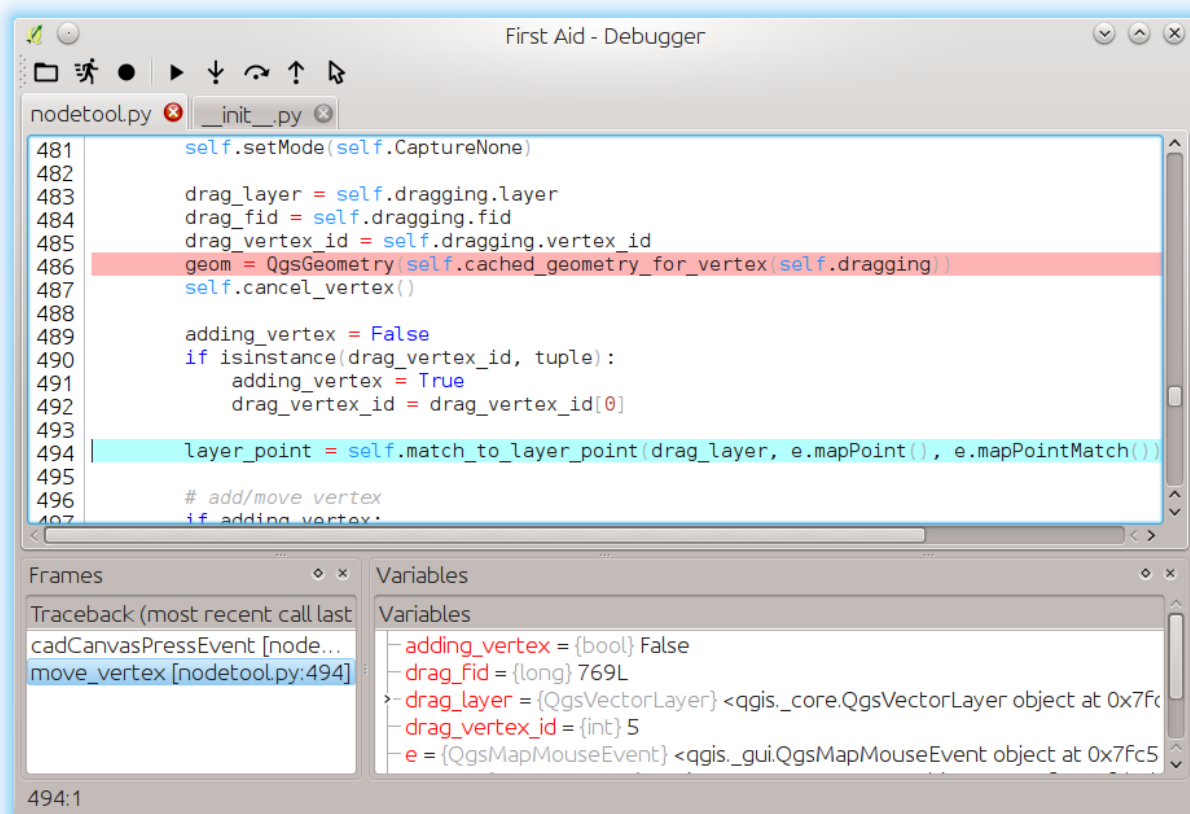 First Aid - Debugger
nodetool.py
__init__.py
481 self.setMode(self.CaptureNone)
482
483 drag_layer = self.dragging.layer
484 drag_fid = self.dragging.fid
485 drag_vertex_id = self.dragging.vertex_id
486 geom = QgsGeometry(self.cached_geometry_for_vertex(self.dragging))
487 self.cancel_vertex()
488
489 adding_vertex = False
490 if isinstance(drag_vertex_id, tuple):
491 adding_vertex = True
492 drag_vertex_id = drag_vertex_id[0]
493
494 layer_point = self.match_to_layer_point(drag_layer, e.mapPoint(), e.mapPointMatch())
495
496 # add/move vertex
497 if adding_vertex:
Frames
Traceback (most recent call last
cadCanvasPressEvent [node...
move_vertex [nodetool.py:494]
Variables
Variables
adding_vertex = {bool} False
drag_fid = {long} 769L
drag_layer = {QgsVectorLayer} <qgis._core.QgsVectorLayer object at 0x7fc
drag_vertex_id = {int} 5
e = {QgsMapMouseEvent} <qgis._gui.QgsMapMouseEvent object at 0x7fc5
494:1